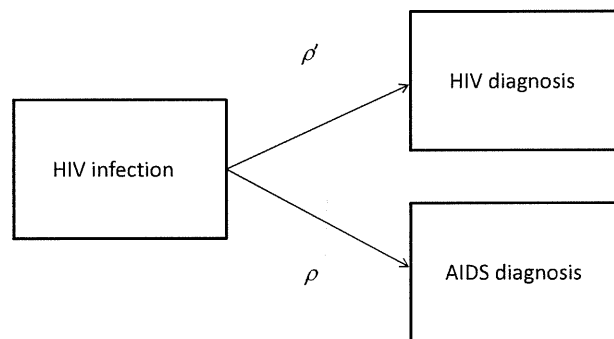 ρ′
HIV diagnosis
HIV infection
AIDS diagnosis
ρ